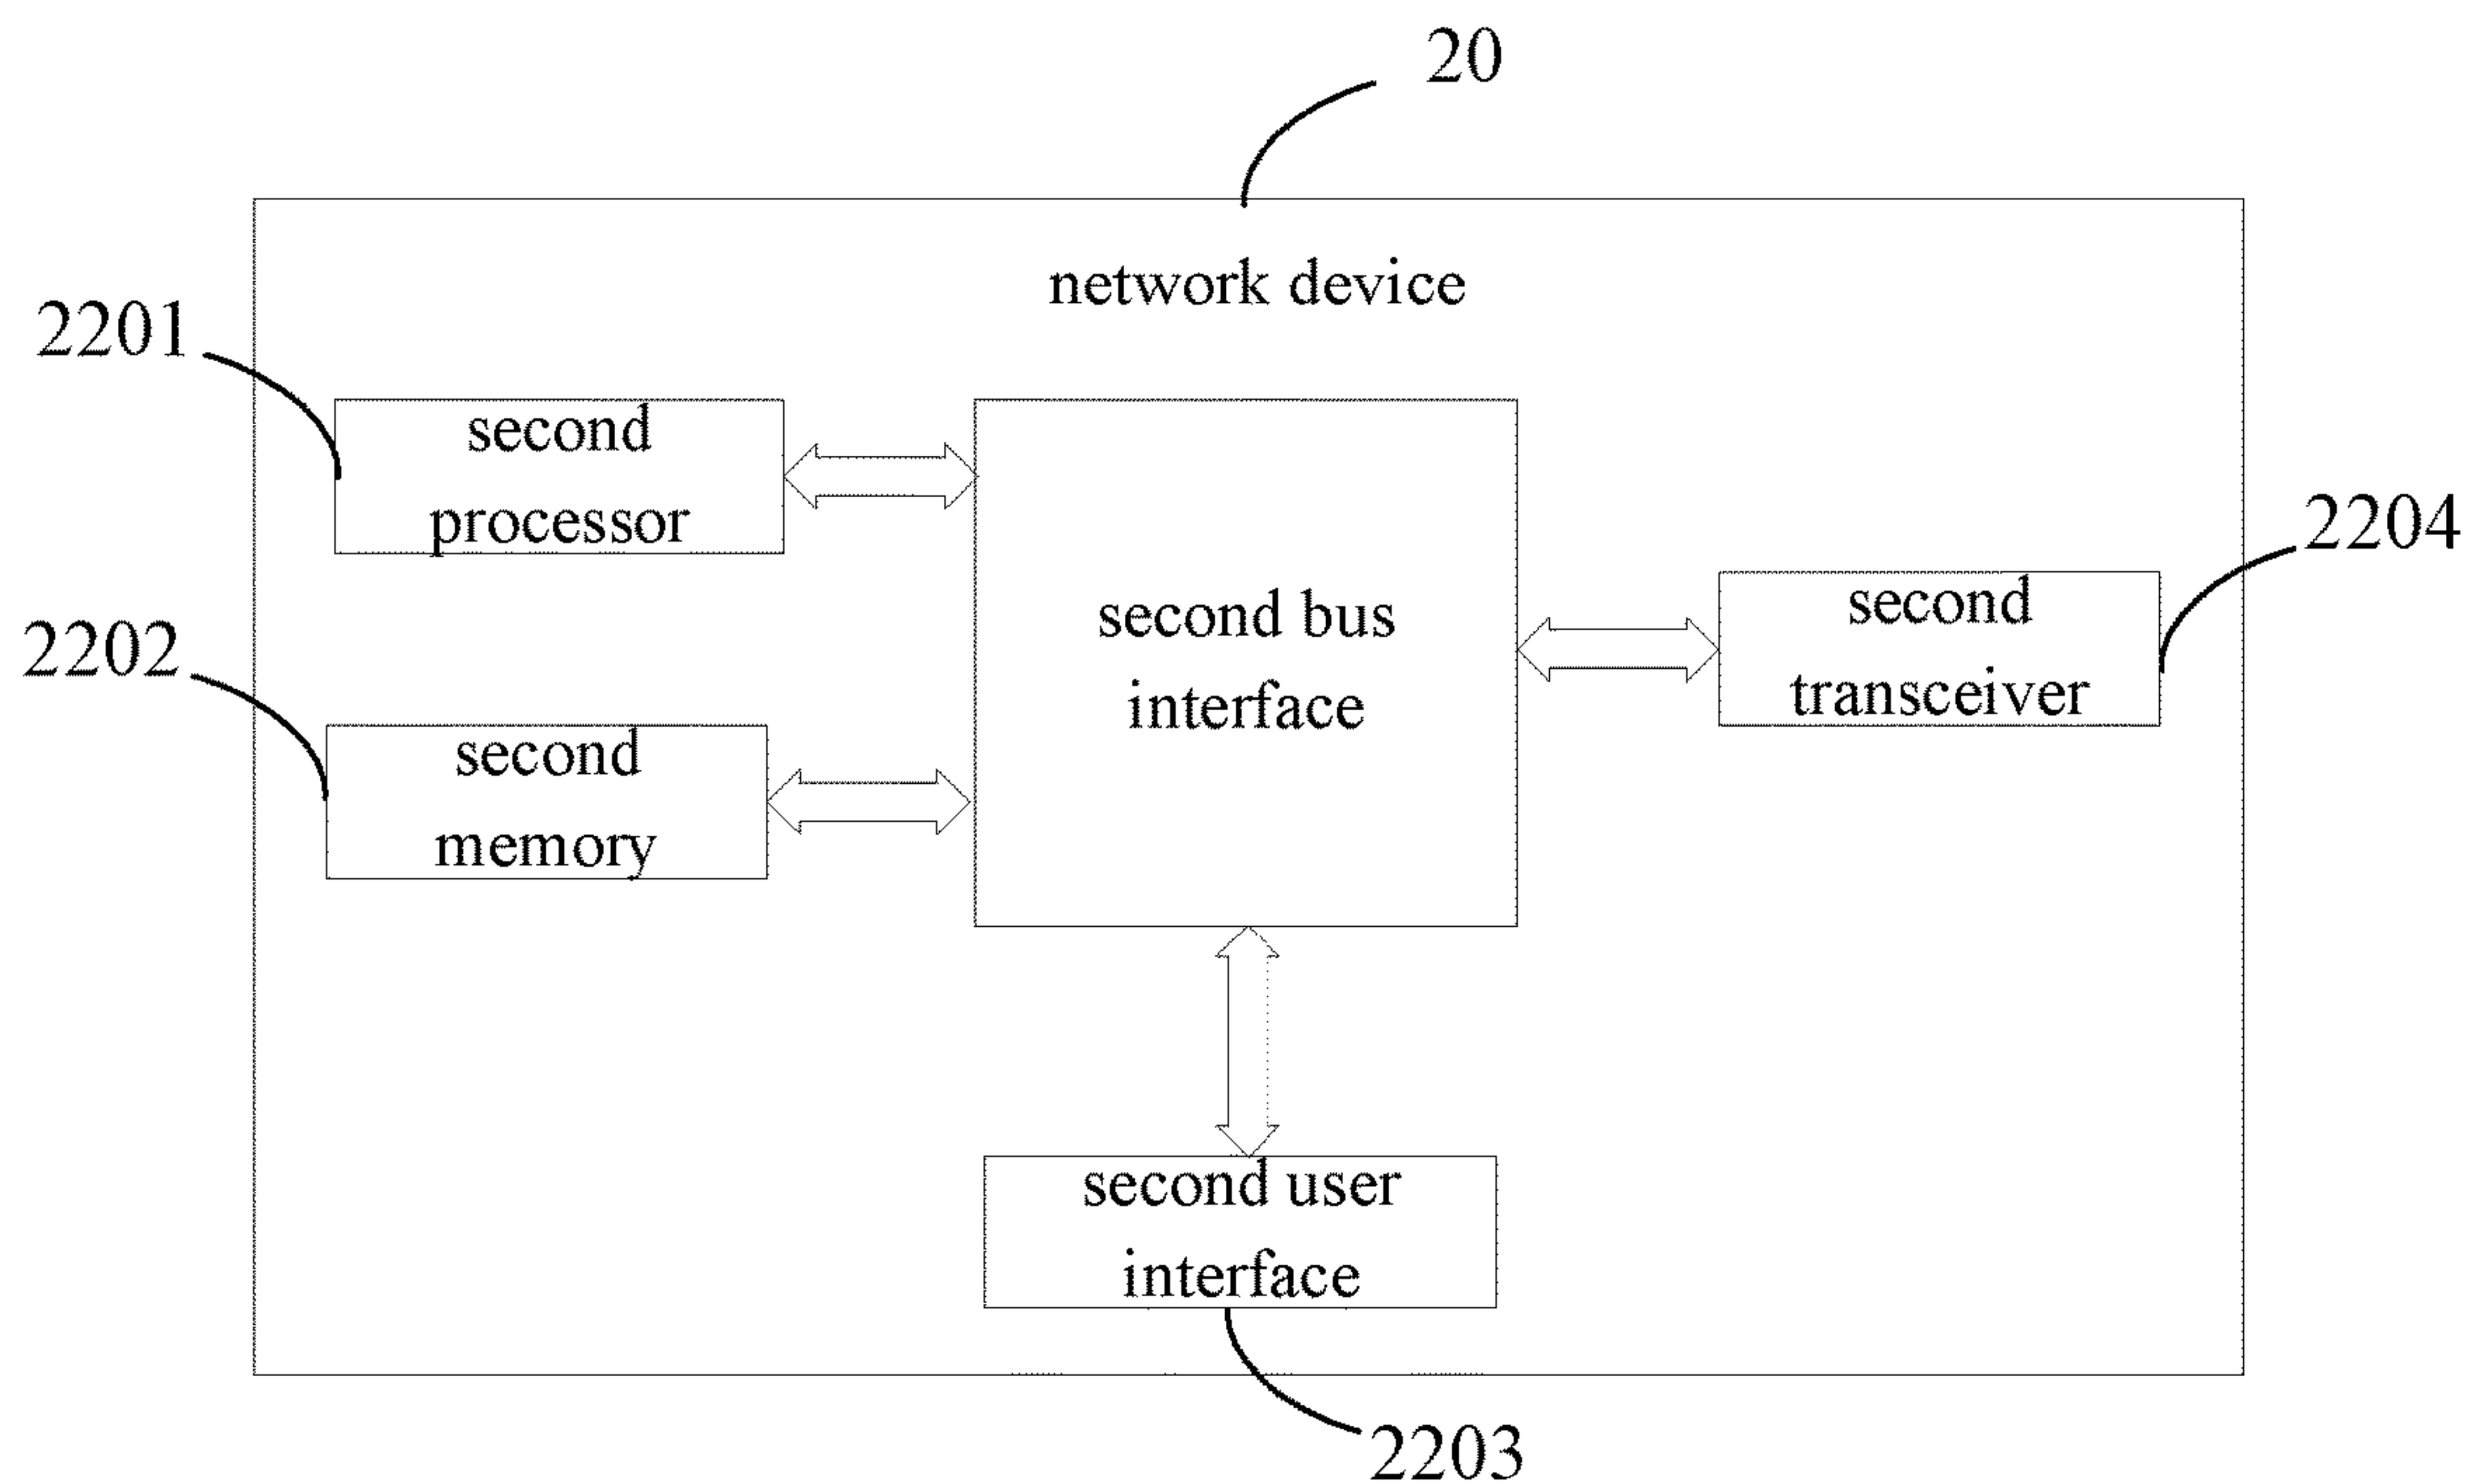 20
network device
2201
second
processor
second bus
interface
2204
second
transceiver
2202
second
memory
second user
interface
2203